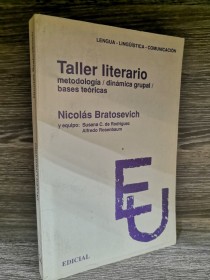 LENGUA - LINGÜÍSTICA - COMUNICACIÓN
Taller literario
metodología / dinámica grupal /
bases teóricas
Nicolás Bratosevich
y equipo: Susana C. de Rodríguez
Alfredo Rosenbaum
EU
EDICIAL